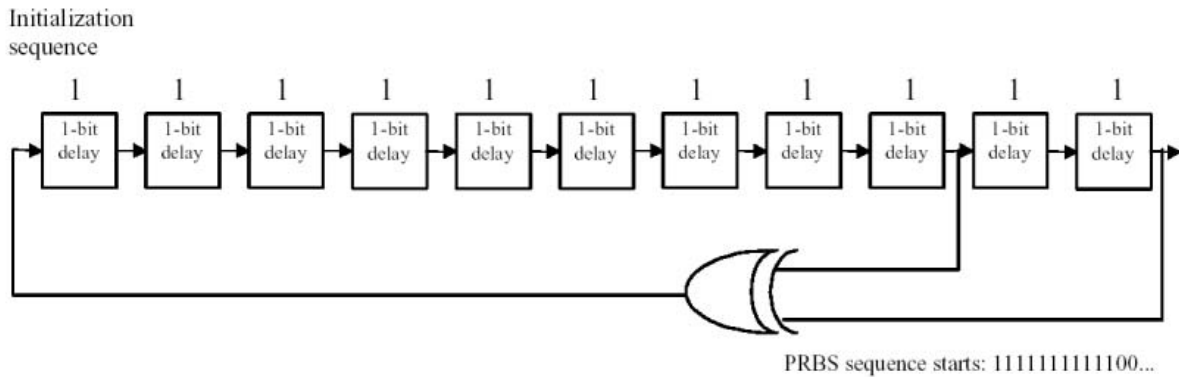 Initialization
sequence
1 1 1 1 1 1 1 1 1 1 1
1-bit 1-bit 1-bit 1-bit 1-bit 1-bit 1-bit 1-bit 1-bit 1-bit 1-bit
delay delay delay delay delay delay delay delay delay delay delay
PRBS sequence starts: 1111111111100...